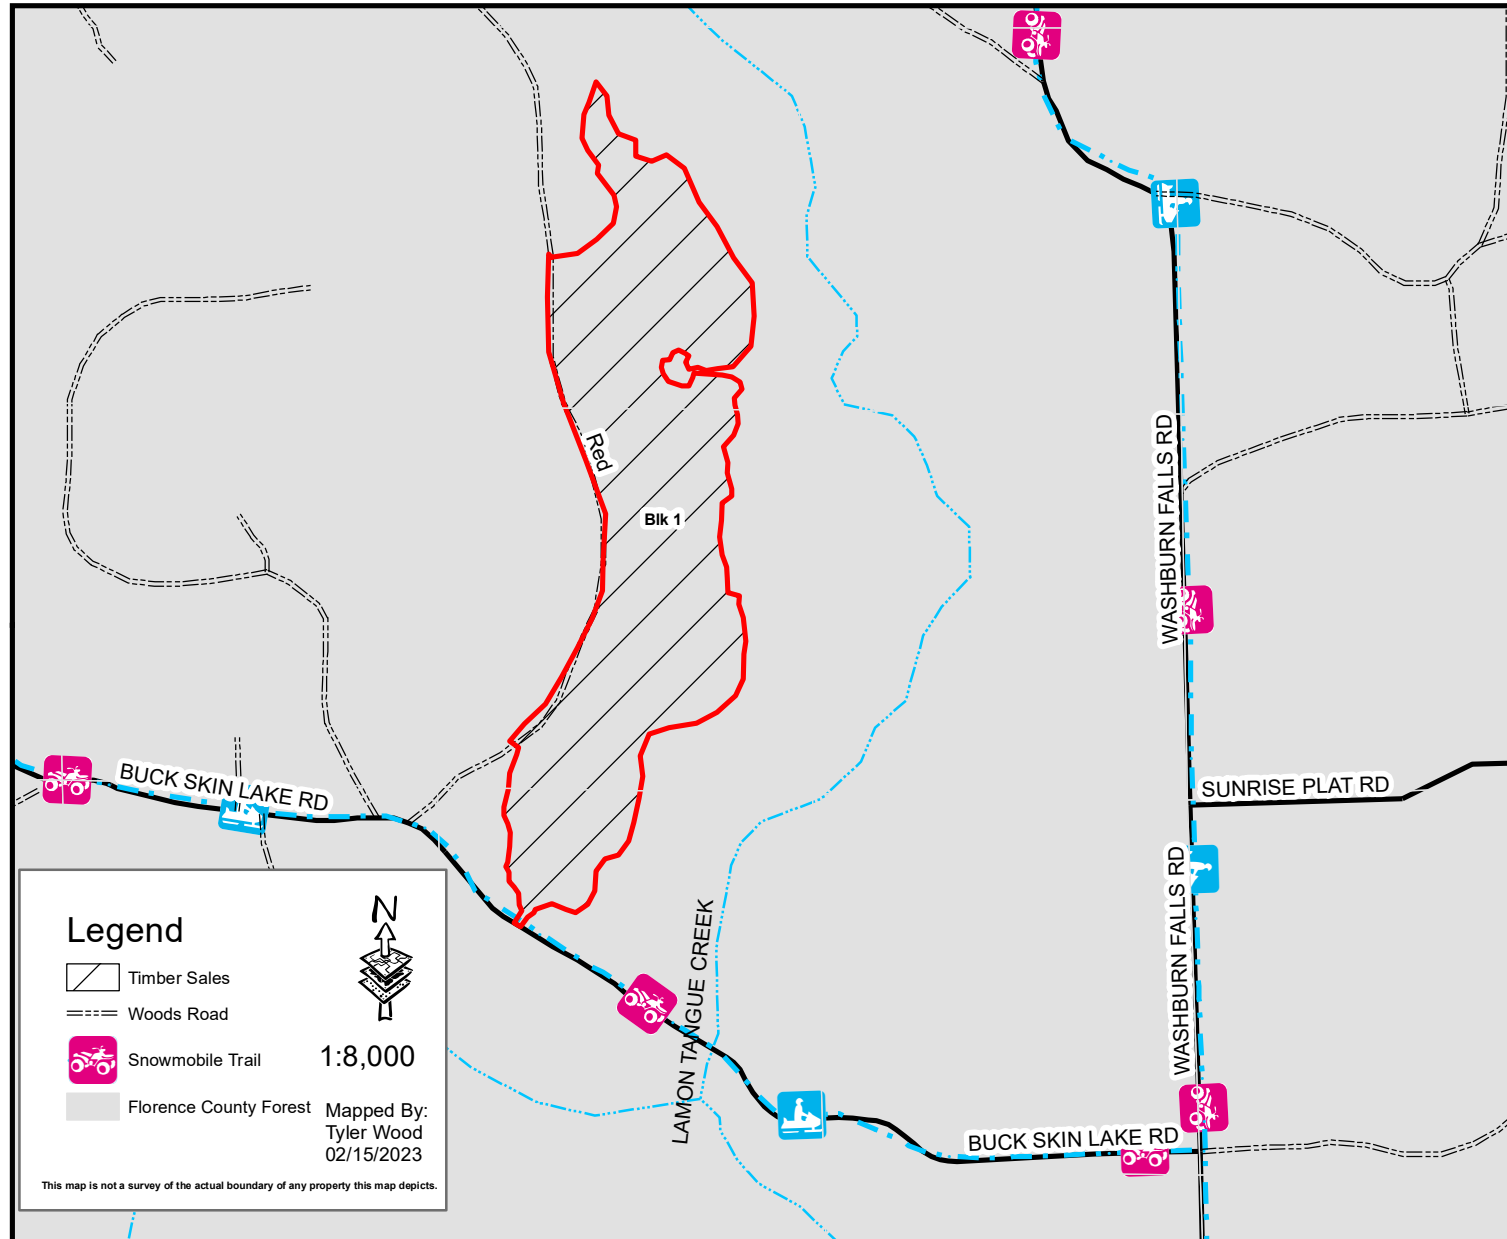 Red
Blk 1
WASHBURN FALLS RD
BUCK SKIN LAKE RD
SUNRISE PLAT RD
WASHBURN FALLS RD
LAMON TANGUE CREEK
BUCK SKIN LAKE RD
Legend
N
Timber Sales
Woods Road
Snowmobile Trail
1:8,000
Florence County Forest
Mapped By:
Tyler Wood
02/15/2023
This map is not a survey of the actual boundary of any property this map depicts.